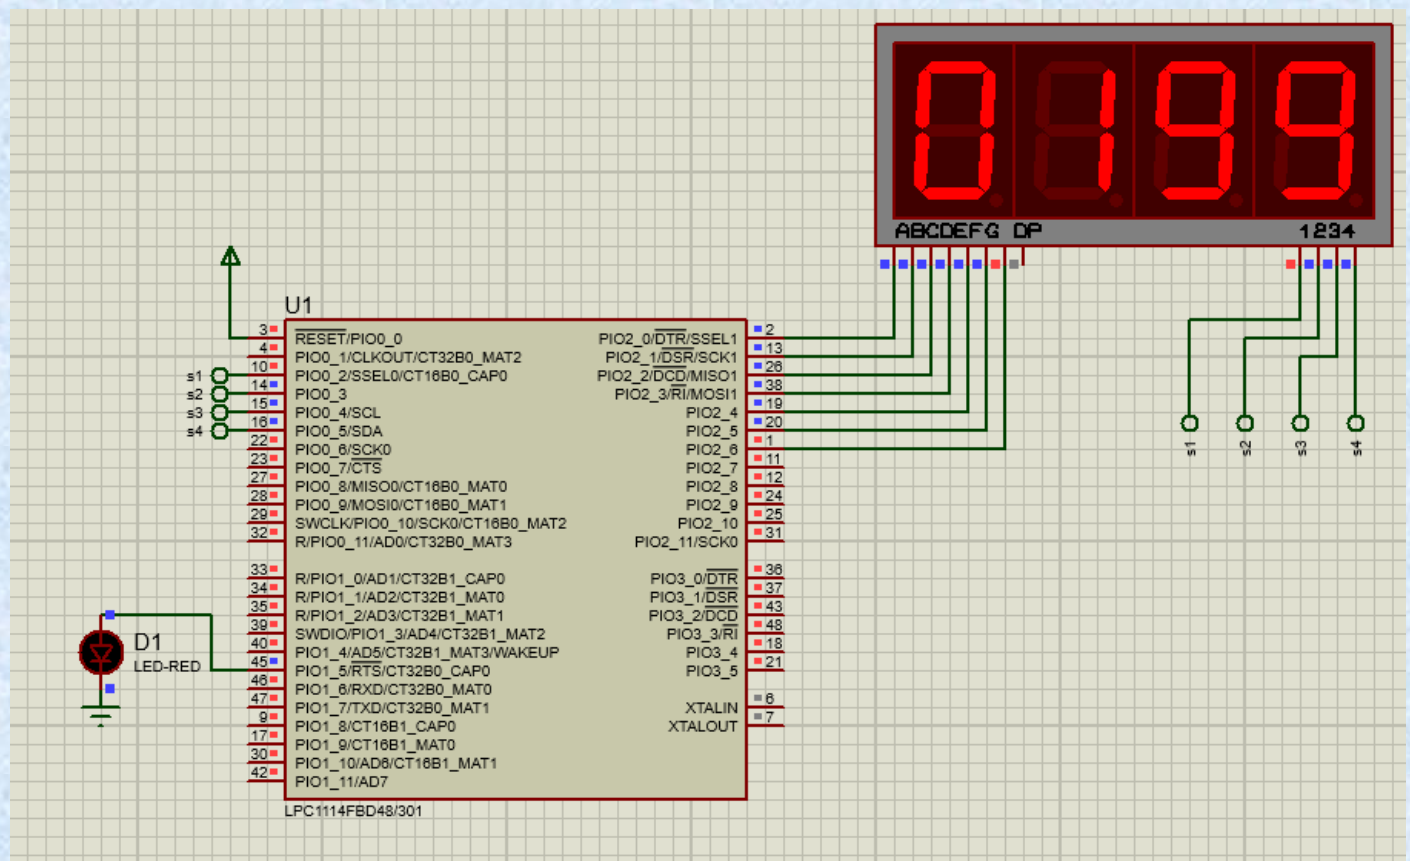 0199
ABCDEFG DP
1234
U1
3
RESET/PIO0_0
4
PIO0_1/CLKOUT/CT32B0_MAT2
10
PIO0_2/SSEL0/CT16B0_CAP0
14
PIO0_3
15
PIO0_4/SCL
16
PIO0_5/SDA
22
PIO0_6/SCK0
23
PIO0_7/CTS
27
PIO0_8/MISO0/CT16B0_MAT0
28
PIO0_9/MOSI0/CT16B0_MAT1
29
SWCLK/PIO0_10/SCK0/CT16B0_MAT2
32
R/PIO0_11/AD0/CT32B0_MAT3
s1
s2
s3
s4
33
R/PIO1_0/AD1/CT32B1_CAP0
34
R/PIO1_1/AD2/CT32B1_MAT0
35
R/PIO1_2/AD3/CT32B1_MAT1
39
SWDIO/PIO1_3/AD4/CT32B1_MAT2
40
PIO1_4/AD5/CT32B1_MAT3/WAKEUP
45
PIO1_5/RTS/CT32B0_CAP0
46
PIO1_6/RXD/CT32B0_MAT0
47
PIO1_7/TXD/CT32B0_MAT1
9
PIO1_8/CT16B1_CAP0
17
PIO1_9/CT16B1_MAT0
30
PIO1_10/AD6/CT16B1_MAT1
42
PIO1_11/AD7
PIO2_0/DTR/SSEL1
2
PIO2_1/DSR/SCK1
13
PIO2_2/DCD/MISO1
26
PIO2_3/RI/MOSI1
38
PIO2_4
19
PIO2_5
20
PIO2_6
1
PIO2_7
11
PIO2_8
12
PIO2_9
24
PIO2_10
25
PIO2_11/SCK0
31
PIO3_0/DTR
36
PIO3_1/DSR
37
PIO3_2/DCD
43
PIO3_3/RI
48
PIO3_4
18
PIO3_5
21
XTALIN
6
XTALOUT
7
s1
s2
s3
s4
D1
LED-RED
LPC1114FBD48/301